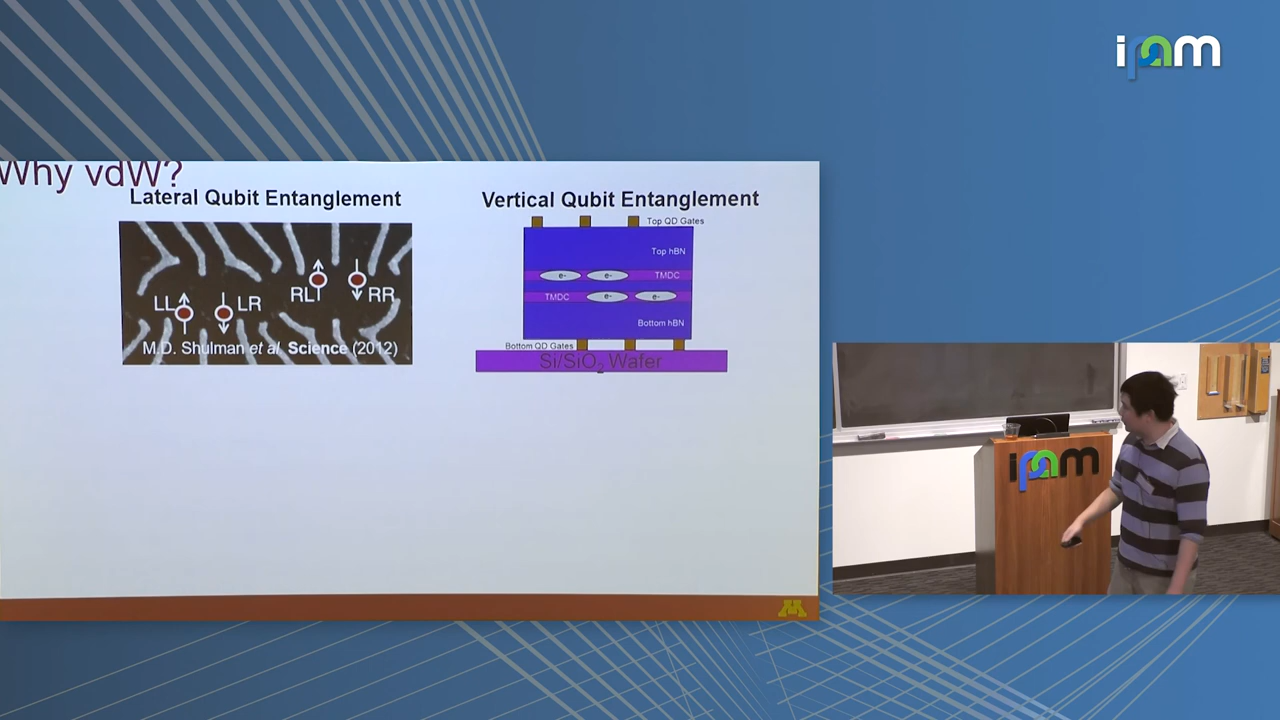 ipam
Why vdW?
Lateral Qubit Entanglement
Vertical Qubit Entanglement
LL
LR
RL
RR
M.D. Shulman et al Science (2012)
Top QD Gates
Top hBN
e-
e-
TMDC
TMDC
e-
e-
Bottom hBN
Bottom QD Gates
Si/SiO₂ Wafer
M
ipam